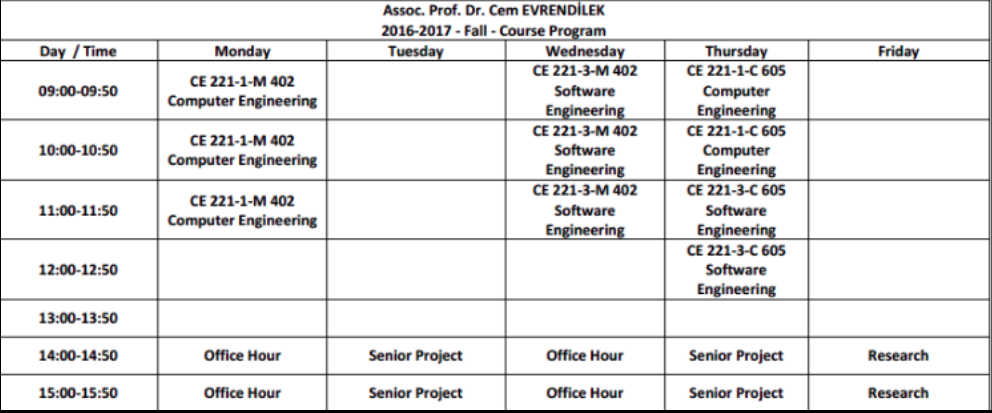 Assoc. Prof. Dr. Cem EVRENDİLEK
2016-2017 - Fall - Course Program
Day / Time Monday Tuesday Wednesday Thursday Friday
09:00-09:50
CE 221-1-M 402
Computer Engineering
CE 221-3-M 402
Software
Engineering
CE 221-1-C 605
Computer
Engineering
10:00-10:50
CE 221-1-M 402
Computer Engineering
CE 221-3-M 402
Software
Engineering
CE 221-1-C 605
Computer
Engineering
11:00-11:50
CE 221-1-M 402
Computer Engineering
CE 221-3-M 402
Software
Engineering
CE 221-3-C 605
Software
Engineering
12:00-12:50
CE 221-3-C 605
Software
Engineering
13:00-13:50
14:00-14:50 Office Hour Senior Project Office Hour Senior Project Research
15:00-15:50 Office Hour Senior Project Office Hour Senior Project Research